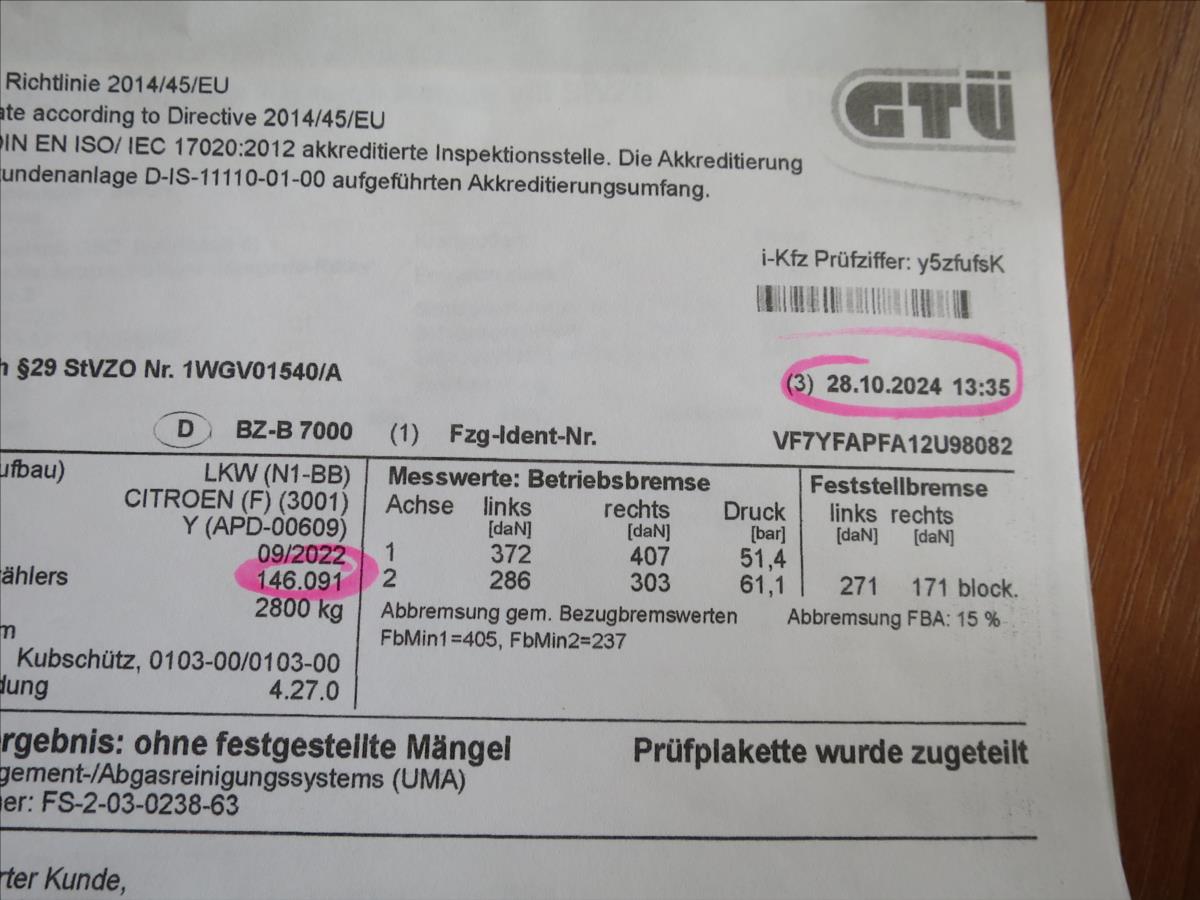 Richtlinie 2014/45/EU
GTÜ
ate according to Directive 2014/45/EU
DIN EN ISO/ IEC 17020:2012 akkreditierte Inspektionsstelle. Die Akkreditierung
undenanlage D-IS-11110-01-00 aufgeführten Akkreditierungsumfang.
i-Kfz Prüfziffer: y5zfufsK
h §29 StVZO Nr. 1WGV01540/A (3) 28.10.2024 13:35
D BZ-B 7000 (1) Fzg-Ident-Nr. VF7YFAPFA12U98082
ufbau) LKW (N1-BB)
CITROEN (F) (3001)
Y (APD-00609)
09/2022
ählers 146.091
2800 kg
m
Kubschütz, 0103-00/0103-00
dung 4.27.0
Messwerte: Betriebsbremse
Achse links rechts Druck
[daN] [daN] [bar]
1 372 407 51,4
2 286 303 61,1
Feststellbremse
links rechts
[daN] [daN]
271 171 block.
Abbremsung gem. Bezugbremswerten Abbremsung FBA: 15 %
FbMin1=405, FbMin2=237
rgebnis: ohne festgestellte Mängel Prüfplakette wurde zugeteilt
gement-/Abgasreinigungssystems (UMA)
er: FS-2-03-0238-63
rter Kunde,